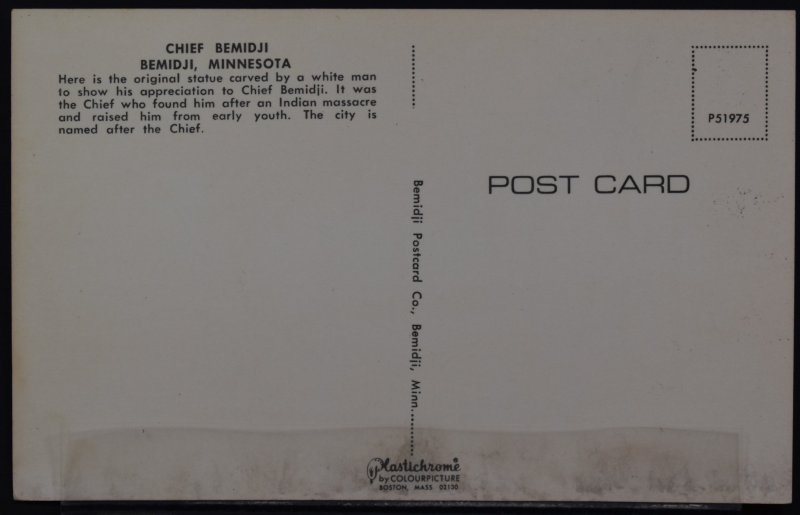 CHIEF BEMIDJI
BEMIDJI, MINNESOTA
Here is the original statue carved by a white man
to show his appreciation to Chief Bemidji. It was
the Chief who found him after an Indian massacre
and raised him from early youth. The city is
named after the Chief.
Bemidji Postcard Co., Bemidji, Minn.
P51975
POST CARD
Plastichrome®
by COLOURPICTURE
BOSTON, MASS 02130